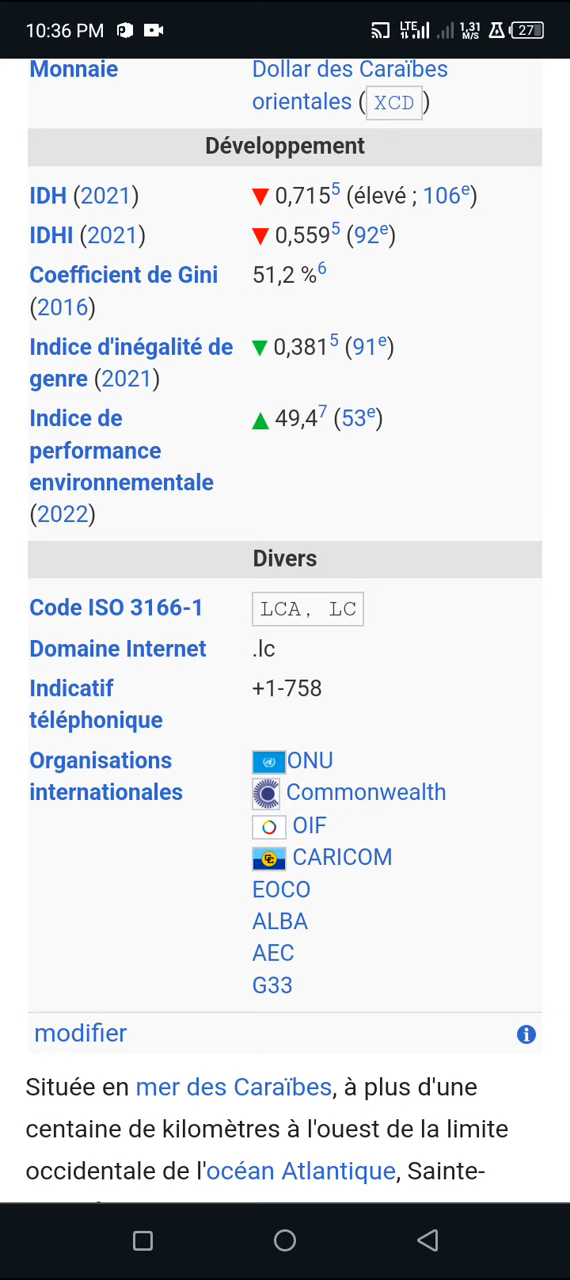 10:36 PM LTE 1,31 M/S 27
Monnaie Dollar des Caraïbes
orientales (XCD)
Développement
IDH (2021) ▼ 0,715⁵ (élevé ; 106ᵉ)
IDHI (2021) ▼ 0,559⁵ (92ᵉ)
Coefficient de Gini 51,2 %⁶
(2016)
Indice d'inégalité de ▼ 0,381⁵ (91ᵉ)
genre (2021)
Indice de ▲ 49,4⁷ (53ᵉ)
performance
environnementale
(2022)
Divers
Code ISO 3166-1 LCA, LC
Domaine Internet .lc
Indicatif +1-758
téléphonique
Organisations ONU
internationales Commonwealth
OIF
CARICOM
EOCO
ALBA
AEC
G33
modifier
Située en mer des Caraïbes, à plus d'une
centaine de kilomètres à l'ouest de la limite
occidentale de l'océan Atlantique, Sainte-